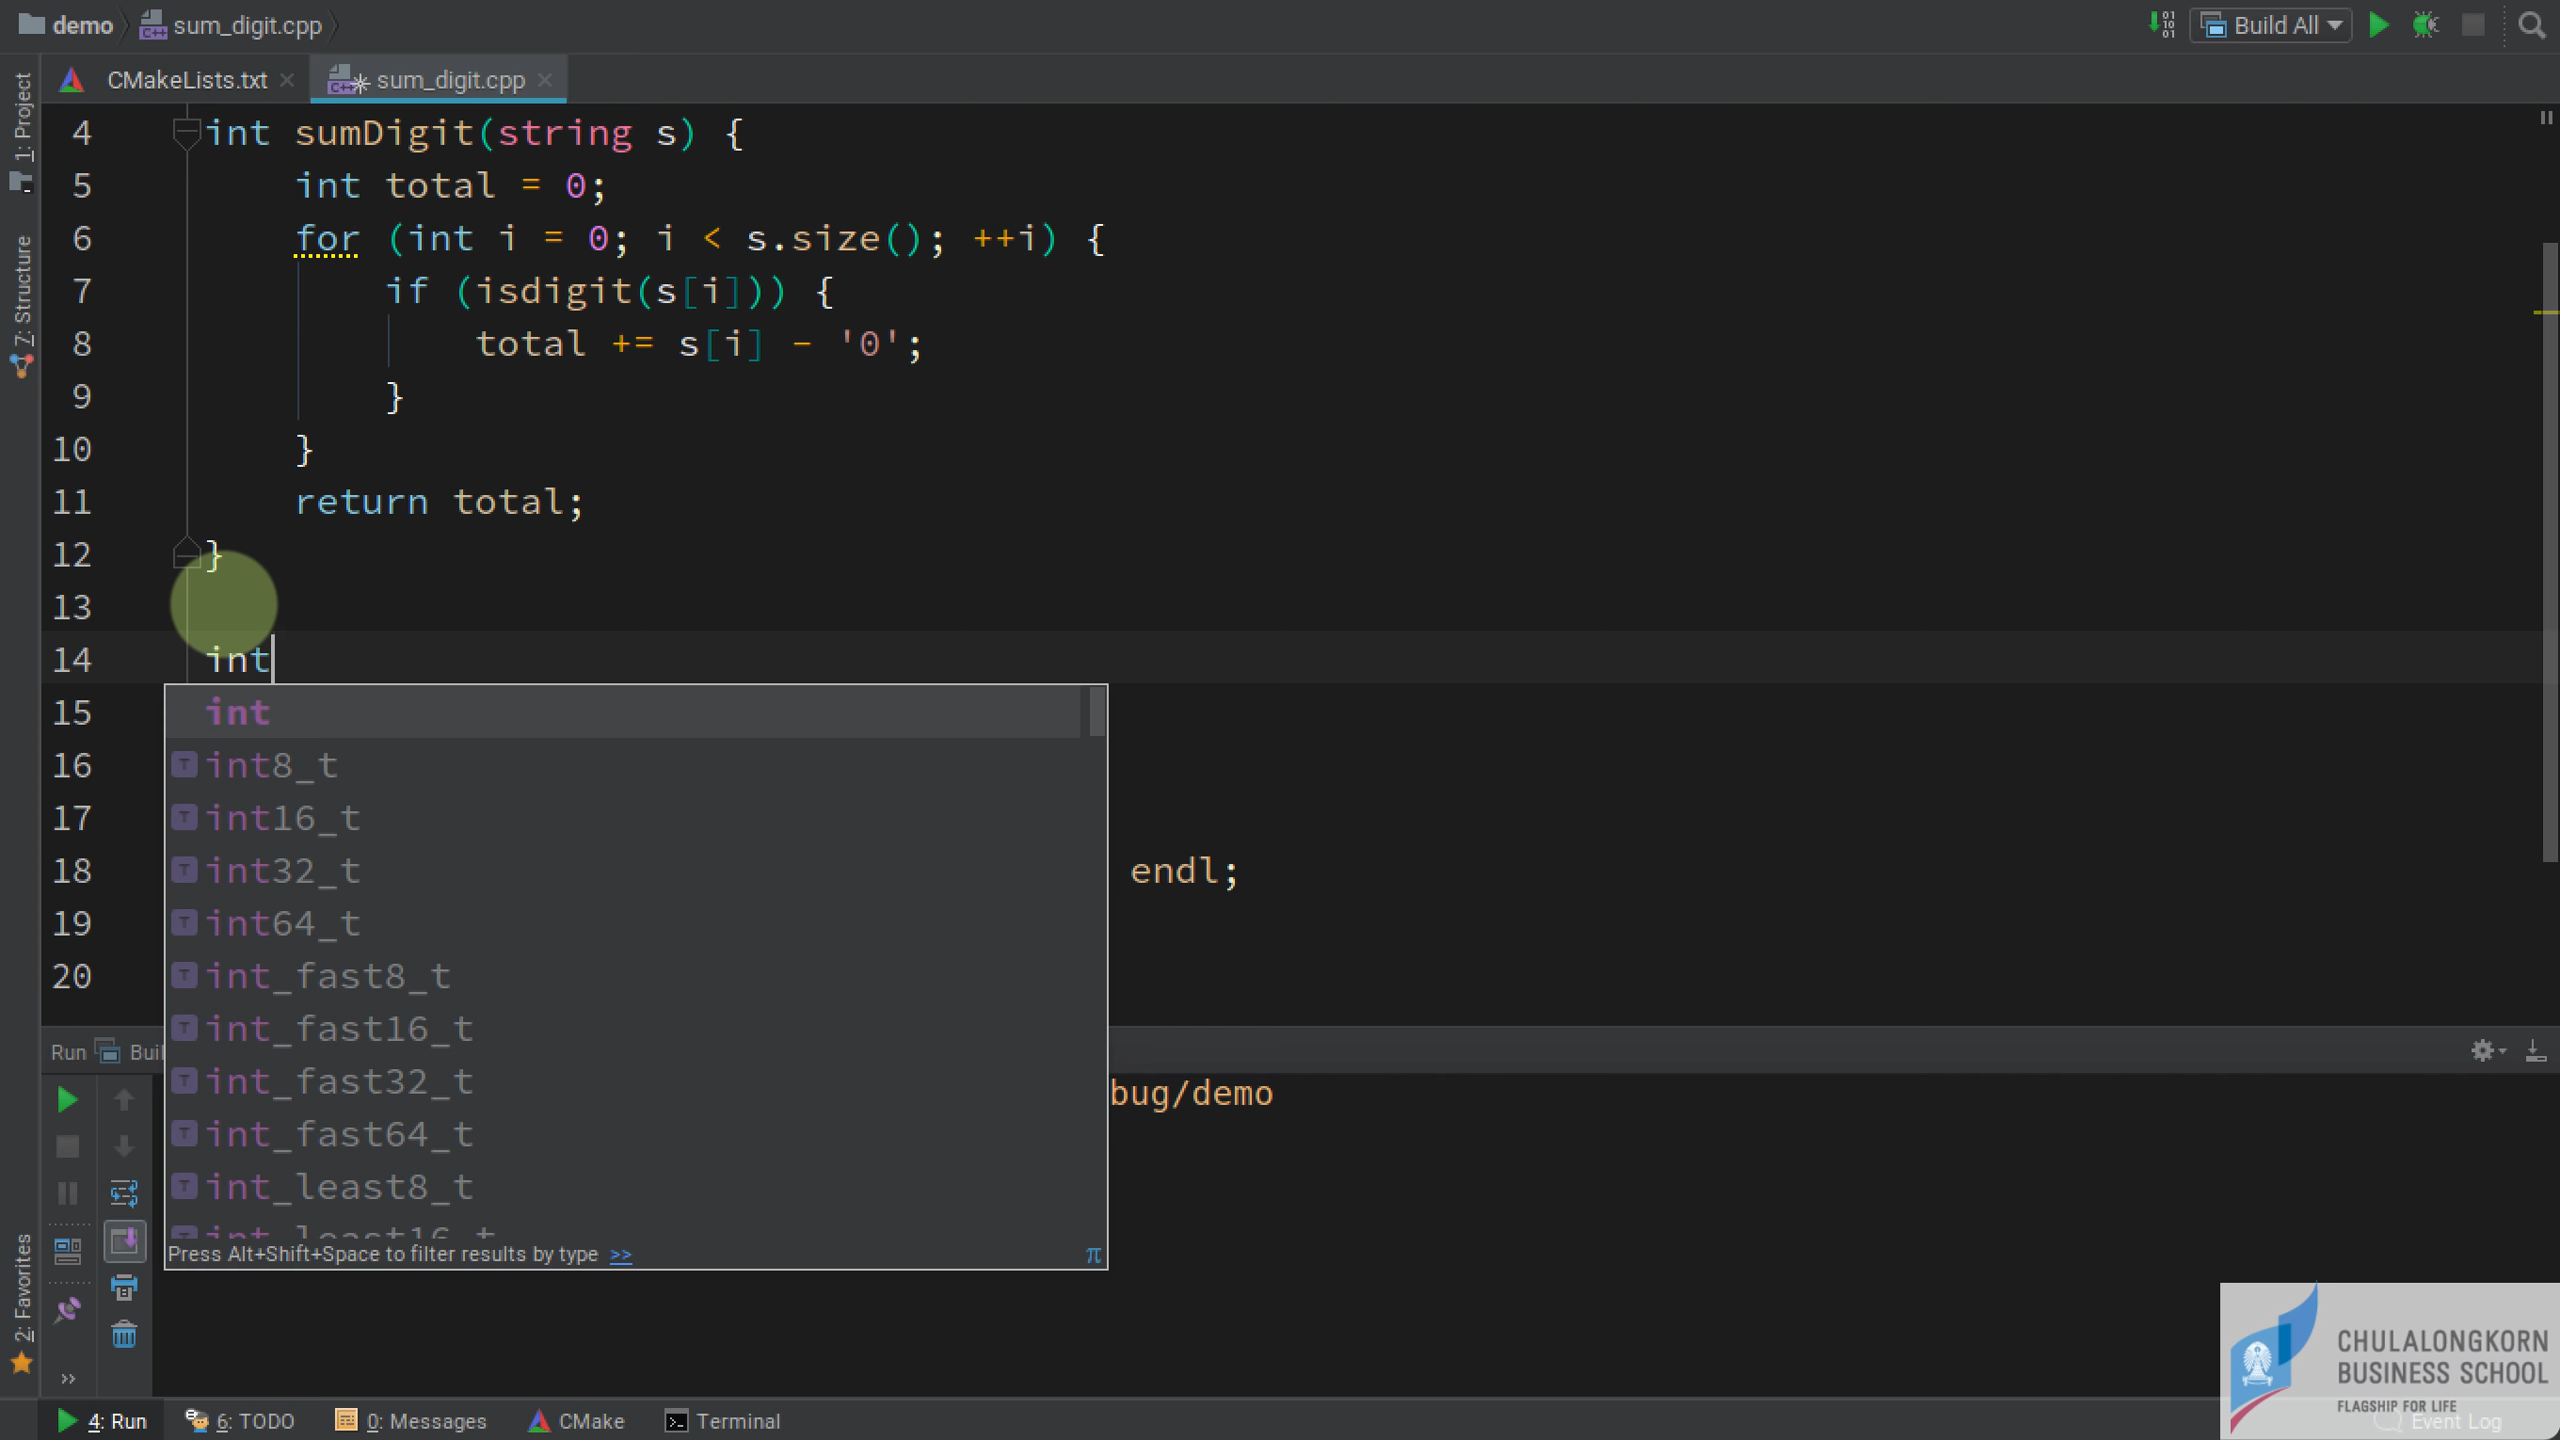 demo sum_digit.cpp Build All
CMakeLists.txt sum_digit.cpp
1: Project
7: Structure
2: Favorites
4 int sumDigit(string s) {
5 int total = 0;
6 for (int i = 0; i < s.size(); ++i) {
7 if (isdigit(s[i])) {
8 total += s[i] - '0';
9 }
10 }
11 return total;
12 }
13
14 int
15 int
16 int8_t
17 int16_t
18 int32_t endl;
19 int64_t
20 int_fast8_t
int_fast16_t
Run Buil
int_fast32_t bug/demo
int_fast64_t
int_least8_t
int_least16_t
Press Alt+Shift+Space to filter results by type >> π
CHULALONGKORN
BUSINESS SCHOOL
FLAGSHIP FOR LIFE
4: Run 6: TODO 0: Messages CMake Terminal Event Log